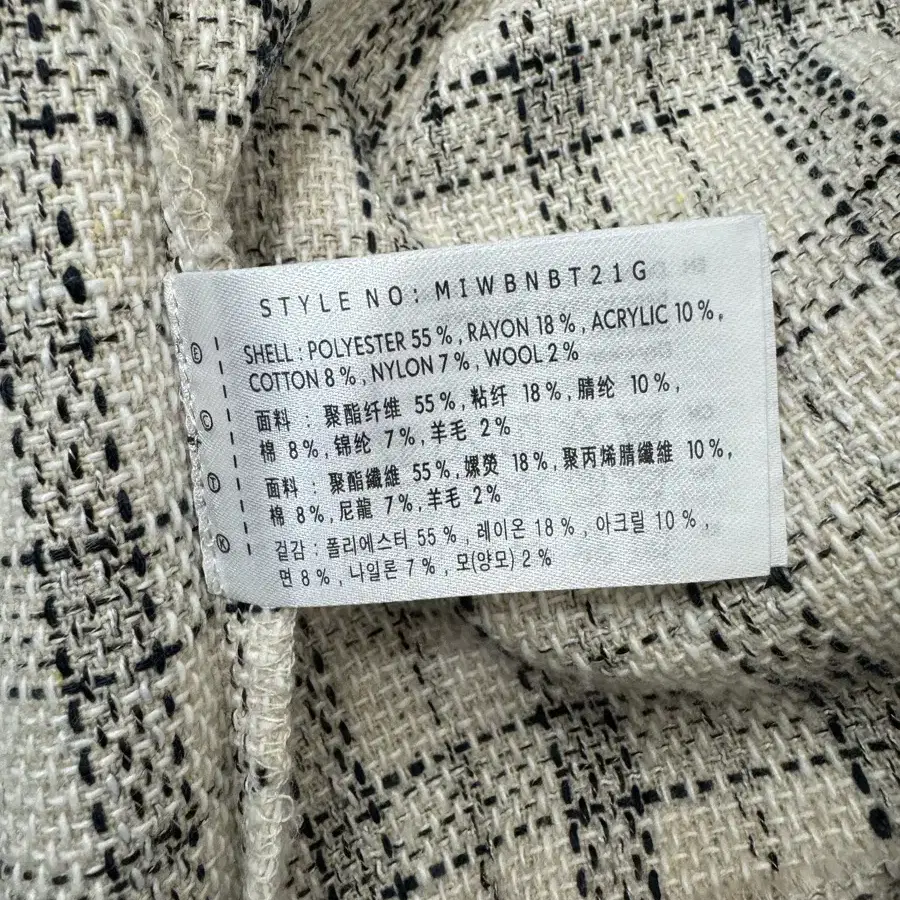 STYLE NO: MIWBNBT21G
Ⓔ SHELL : POLYESTER 55 %, RAYON 18 %, ACRYLIC 10 %,
COTTON 8 %, NYLON 7 %, WOOL 2 %
Ⓒ 面料 : 聚酯纤维 55 %, 粘纤 18 %, 腈纶 10 %,
棉 8 %, 锦纶 7 %, 羊毛 2 %
Ⓣ 面料 : 聚酯纖維 55 %, 螺熒 18 %, 聚丙烯腈纖維 10 %,
棉 8 %, 尼龍 7 %, 羊毛 2 %
Ⓚ 겉감 : 폴리에스터 55 %, 레이온 18 %, 아크릴 10 %,
면 8 %, 나일론 7 %, 모(양모) 2 %